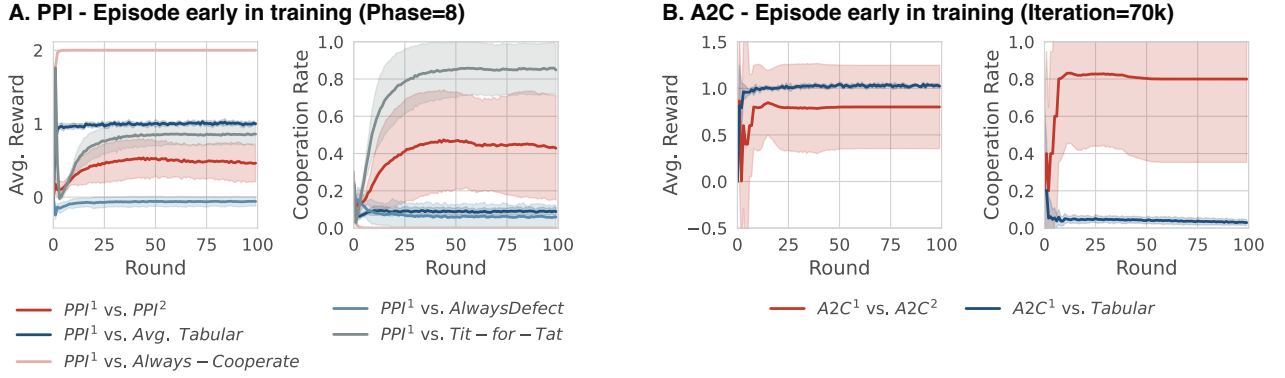 A. PPI - Episode early in training (Phase=8)
B. A2C - Episode early in training (Iteration=70k)
Avg. Reward
2
1
0
0 25 50 75 100
Round
Cooperation Rate
1.0
0.8
0.6
0.4
0.2
0.0
0 25 50 75 100
Round
Avg. Reward
1.5
1.0
0.5
0.0
−0.5
0 25 50 75 100
Round
Cooperation Rate
1.0
0.8
0.6
0.4
0.2
0.0
0 25 50 75 100
Round
PPI¹ vs. PPI²
PPI¹ vs. Avg. Tabular
PPI¹ vs. Always − Cooperate
PPI¹ vs. AlwaysDefect
PPI¹ vs. Tit − for − Tat
A2C¹ vs. A2C²
A2C¹ vs. Tabular